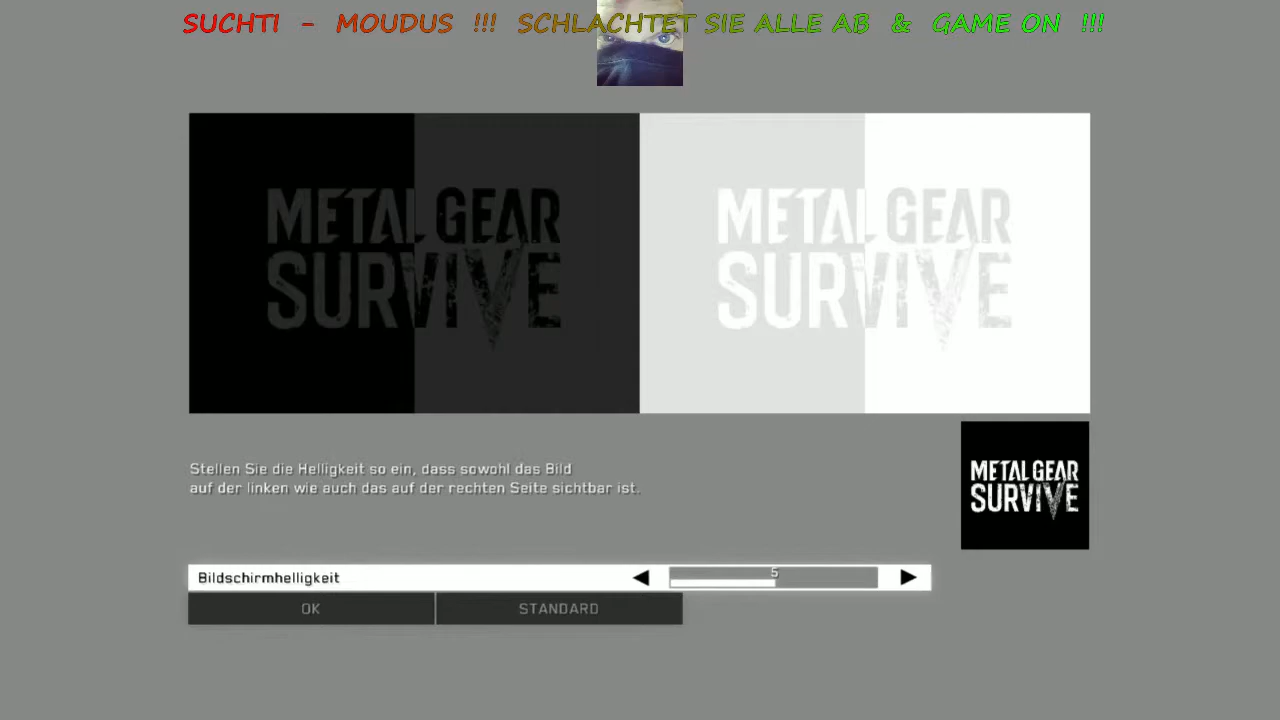 SUCHTI - MOUDUS !!! SCHLACHTET SIE ALLE AB & GAME ON !!!
METAL GEAR
SURVIVE
METAL GEAR
SURVIVE
Stellen Sie die Helligkeit so ein, dass sowohl das Bild
auf der linken wie auch das auf der rechten Seite sichtbar ist.
METAL GEAR
SURVIVE
Bildschirmhelligkeit 5
OK STANDARD